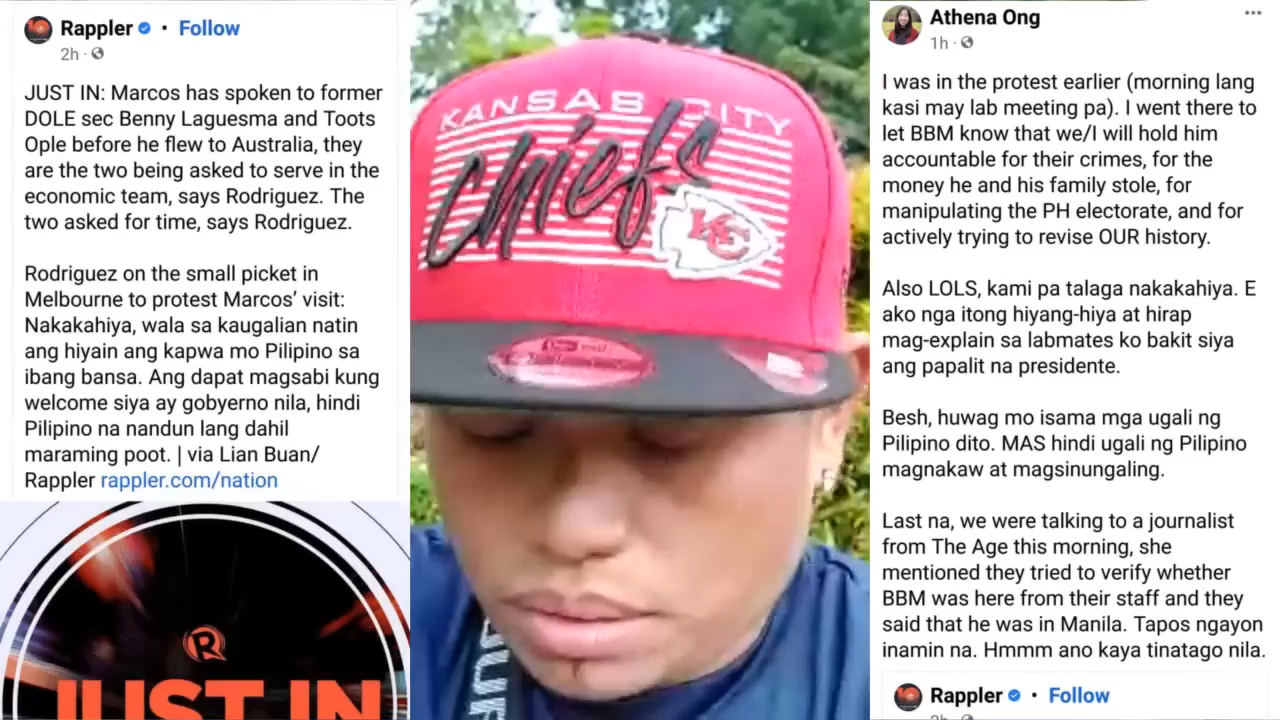 Rappler • Follow
2h
JUST IN: Marcos has spoken to former
DOLE sec Benny Laguesma and Toots
Ople before he flew to Australia, they
are the two being asked to serve in the
economic team, says Rodriguez. The
two asked for time, says Rodriguez.
Rodriguez on the small picket in
Melbourne to protest Marcos’ visit:
Nakakahiya, wala sa kaugalian natin
ang hiyain ang kapwa mo Pilipino sa
ibang bansa. Ang dapat magsabi kung
welcome siya ay gobyerno nila, hindi
Pilipino na nandun lang dahil
maraming poot. | via Lian Buan/
Rappler rappler.com/nation
R
JUST IN
KANSAS CITY
Chiefs
KC
Athena Ong
1h
I was in the protest earlier (morning lang
kasi may lab meeting pa). I went there to
let BBM know that we/I will hold him
accountable for their crimes, for the
money he and his family stole, for
manipulating the PH electorate, and for
actively trying to revise OUR history.
Also LOLS, kami pa talaga nakakahiya. E
ako nga itong hiyang-hiya at hirap
mag-explain sa labmates ko bakit siya
ang papalit na presidente.
Besh, huwag mo isama mga ugali ng
Pilipino dito. MAS hindi ugali ng Pilipino
magnakaw at magsinungaling.
Last na, we were talking to a journalist
from The Age this morning, she
mentioned they tried to verify whether
BBM was here from their staff and they
said that he was in Manila. Tapos ngayon
inamin na. Hmmm ano kaya tinatago nila.
Rappler • Follow